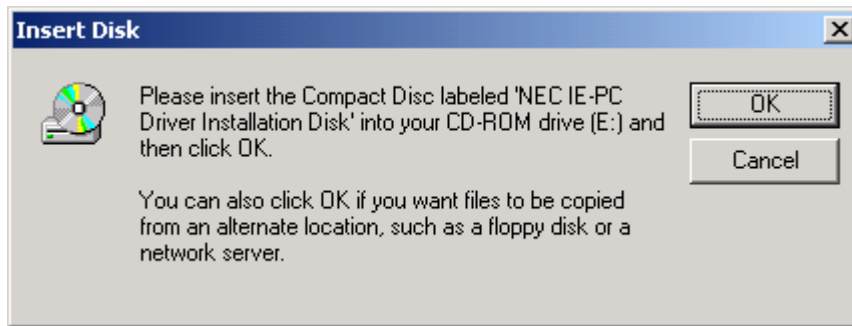 Insert Disk
Please insert the Compact Disc labeled 'NEC IE-PC
Driver Installation Disk' into your CD-ROM drive (E:) and
then click OK.
You can also click OK if you want files to be copied
from an alternate location, such as a floppy disk or a
network server.
OK
Cancel